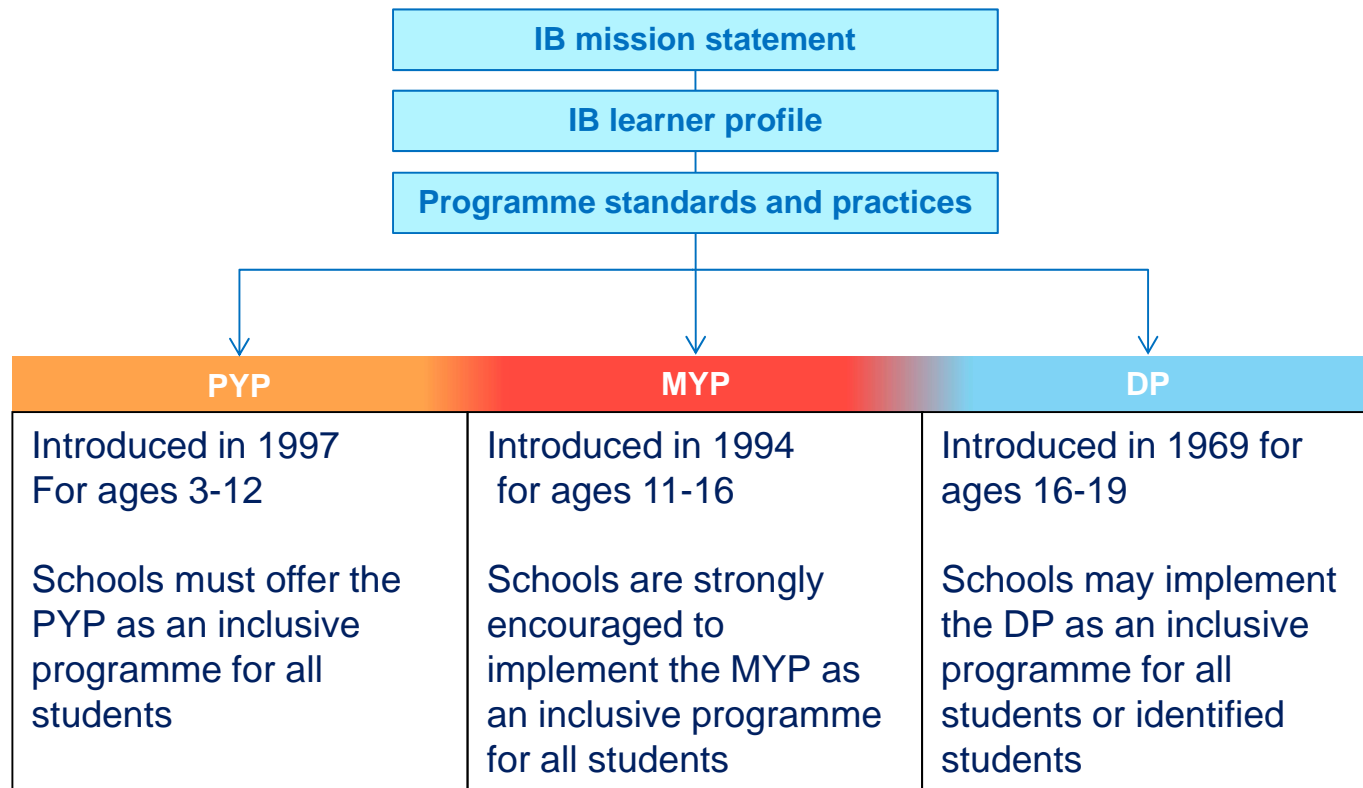 IB mission statement
IB learner profile
Programme standards and practices
PYP
MYP
DP
Introduced in 1997
For ages 3-12
Schools must offer the
PYP as an inclusive
programme for all
students
Introduced in 1994
for ages 11-16
Schools are strongly
encouraged to
implement the MYP as
an inclusive programme
for all students
Introduced in 1969 for
ages 16-19
Schools may implement
the DP as an inclusive
programme for all
students or identified
students